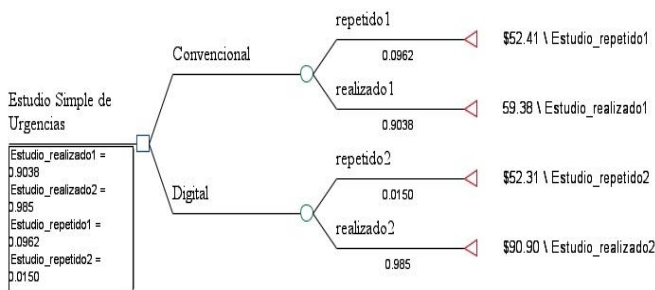 repetido1
0.0962
$52.41 \ Estudio_repetido1
Convencional
realizado1
0.9038
59.38 \ Estudio_realizado1
Estudio Simple de
Urgencias
Estudio_realizado1 =
0.9038
Estudio_realizado2 =
0.985
Estudio_repetido1 =
0.0962
Estudio_repetido2 =
0.0150
repetido2
0.0150
$52.31 \ Estudio_repetido2
Digital
realizado2
0.985
$90.90 \ Estudio_realizado2